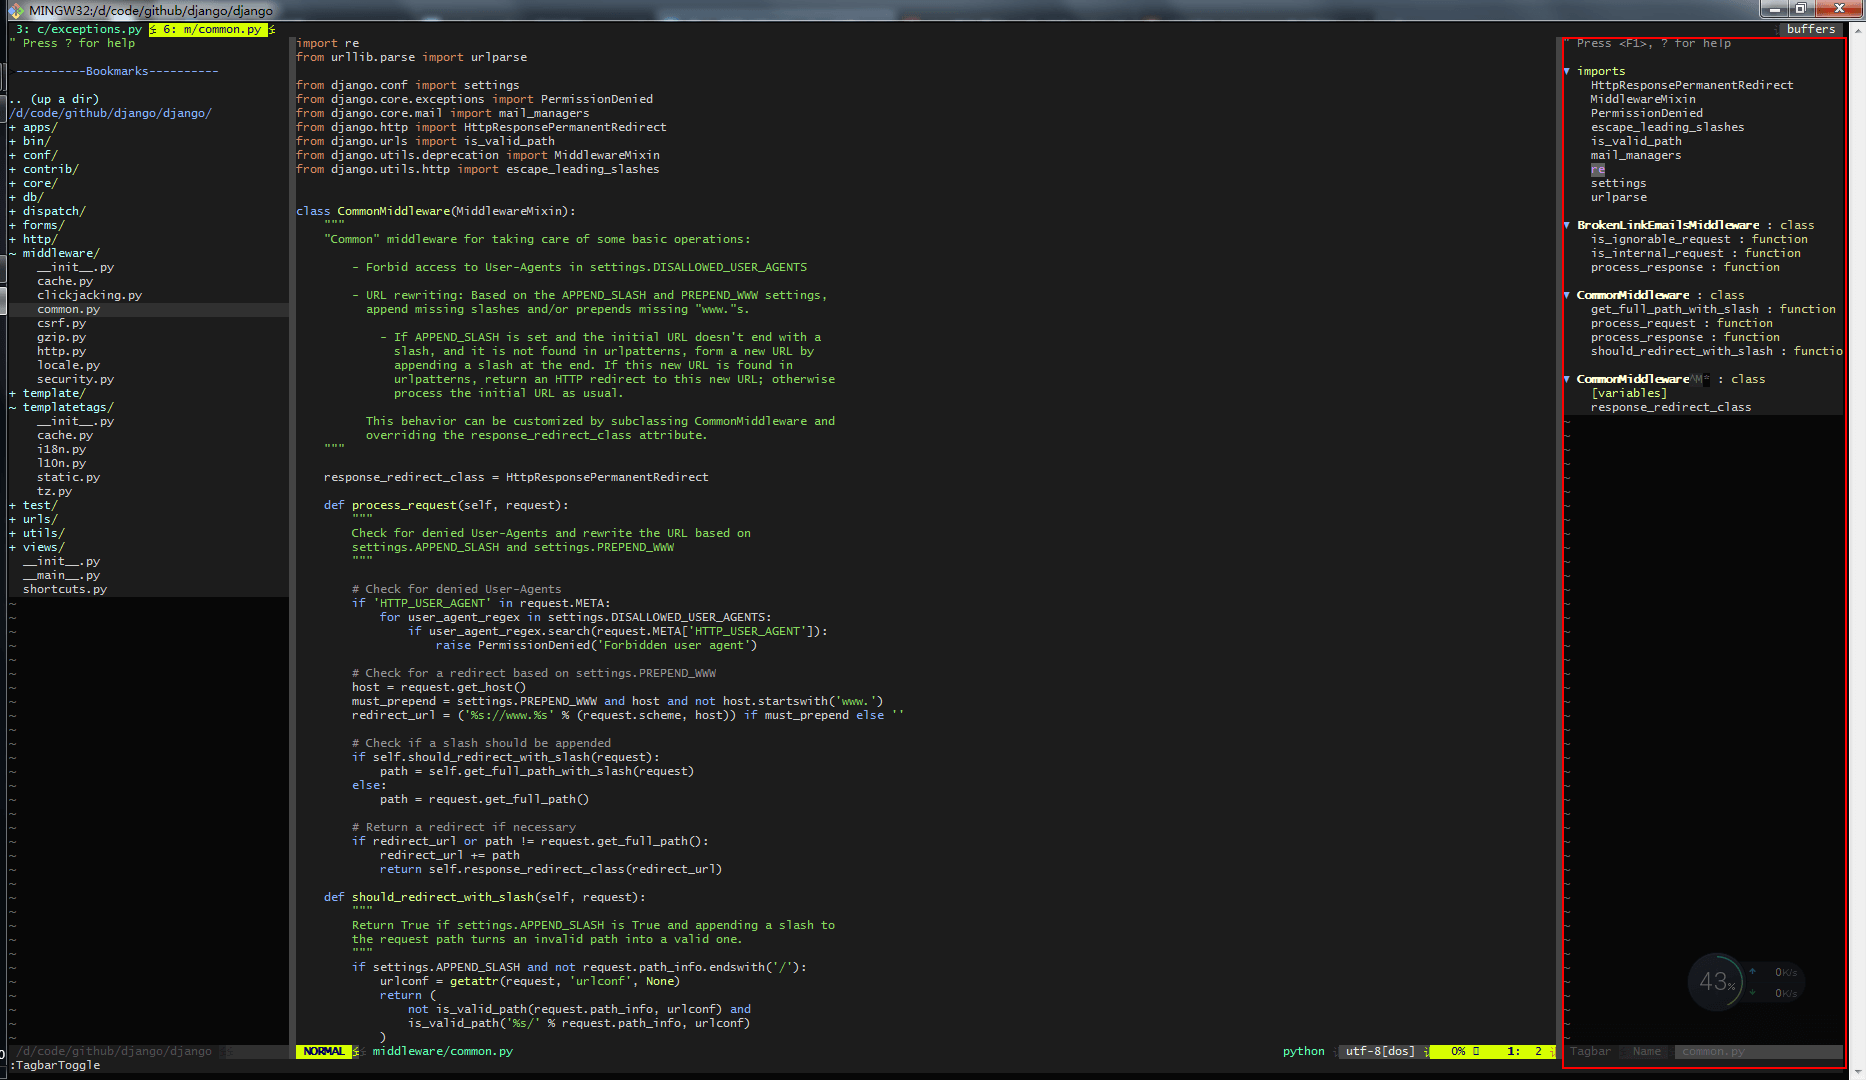 MINGW32:/d/code/github/django/django
3: c/exceptions.py 6: m/common.py
buffers
" Press ? for help
----------Bookmarks----------
.. (up a dir)
/d/code/github/django/django/
+ apps/
+ bin/
+ conf/
+ contrib/
+ core/
+ db/
+ dispatch/
+ forms/
+ http/
~ middleware/
__init__.py
cache.py
clickjacking.py
common.py
csrf.py
gzip.py
http.py
locale.py
security.py
+ template/
~ templatetags/
__init__.py
cache.py
i18n.py
l10n.py
static.py
tz.py
+ test/
+ urls/
+ utils/
+ views/
__init__.py
__main__.py
shortcuts.py
/d/code/github/django/django
import re
from urllib.parse import urlparse
from django.conf import settings
from django.core.exceptions import PermissionDenied
from django.core.mail import mail_managers
from django.http import HttpResponsePermanentRedirect
from django.urls import is_valid_path
from django.utils.deprecation import MiddlewareMixin
from django.utils.http import escape_leading_slashes
class CommonMiddleware(MiddlewareMixin):
"""
"Common" middleware for taking care of some basic operations:
- Forbid access to User-Agents in settings.DISALLOWED_USER_AGENTS
- URL rewriting: Based on the APPEND_SLASH and PREPEND_WWW settings,
append missing slashes and/or prepends missing "www."s.
- If APPEND_SLASH is set and the initial URL doesn't end with a
slash, and it is not found in urlpatterns, form a new URL by
appending a slash at the end. If this new URL is found in
urlpatterns, return an HTTP redirect to this new URL; otherwise
process the initial URL as usual.
This behavior can be customized by subclassing CommonMiddleware and
overriding the response_redirect_class attribute.
"""
response_redirect_class = HttpResponsePermanentRedirect
def process_request(self, request):
"""
Check for denied User-Agents and rewrite the URL based on
settings.APPEND_SLASH and settings.PREPEND_WWW
"""
# Check for denied User-Agents
if 'HTTP_USER_AGENT' in request.META:
for user_agent_regex in settings.DISALLOWED_USER_AGENTS:
if user_agent_regex.search(request.META['HTTP_USER_AGENT']):
raise PermissionDenied('Forbidden user agent')
# Check for a redirect based on settings.PREPEND_WWW
host = request.get_host()
must_prepend = settings.PREPEND_WWW and host and not host.startswith('www.')
redirect_url = ('%s://www.%s' % (request.scheme, host)) if must_prepend else ''
# Check if a slash should be appended
if self.should_redirect_with_slash(request):
path = self.get_full_path_with_slash(request)
else:
path = request.get_full_path()
# Return a redirect if necessary
if redirect_url or path != request.get_full_path():
redirect_url += path
return self.response_redirect_class(redirect_url)
def should_redirect_with_slash(self, request):
"""
Return True if settings.APPEND_SLASH is True and appending a slash to
the request path turns an invalid path into a valid one.
"""
if settings.APPEND_SLASH and not request.path_info.endswith('/'):
urlconf = getattr(request, 'urlconf', None)
return (
not is_valid_path(request.path_info, urlconf) and
is_valid_path('%s/' % request.path_info, urlconf)
)
NORMAL middleware/common.py python utf-8[dos] 0% 1: 2
" Press <F1>, ? for help
▼ imports
HttpResponsePermanentRedirect
MiddlewareMixin
PermissionDenied
escape_leading_slashes
is_valid_path
mail_managers
re
settings
urlparse
▼ BrokenLinkEmailsMiddleware : class
is_ignorable_request : function
is_internal_request : function
process_response : function
▼ CommonMiddleware : class
get_full_path_with_slash : function
process_request : function
process_response : function
should_redirect_with_slash : functio
▼ CommonMiddleware^M* : class
[variables]
response_redirect_class
43% 0K/s
0K/s
Tagbar Name common.py
:TagbarToggle